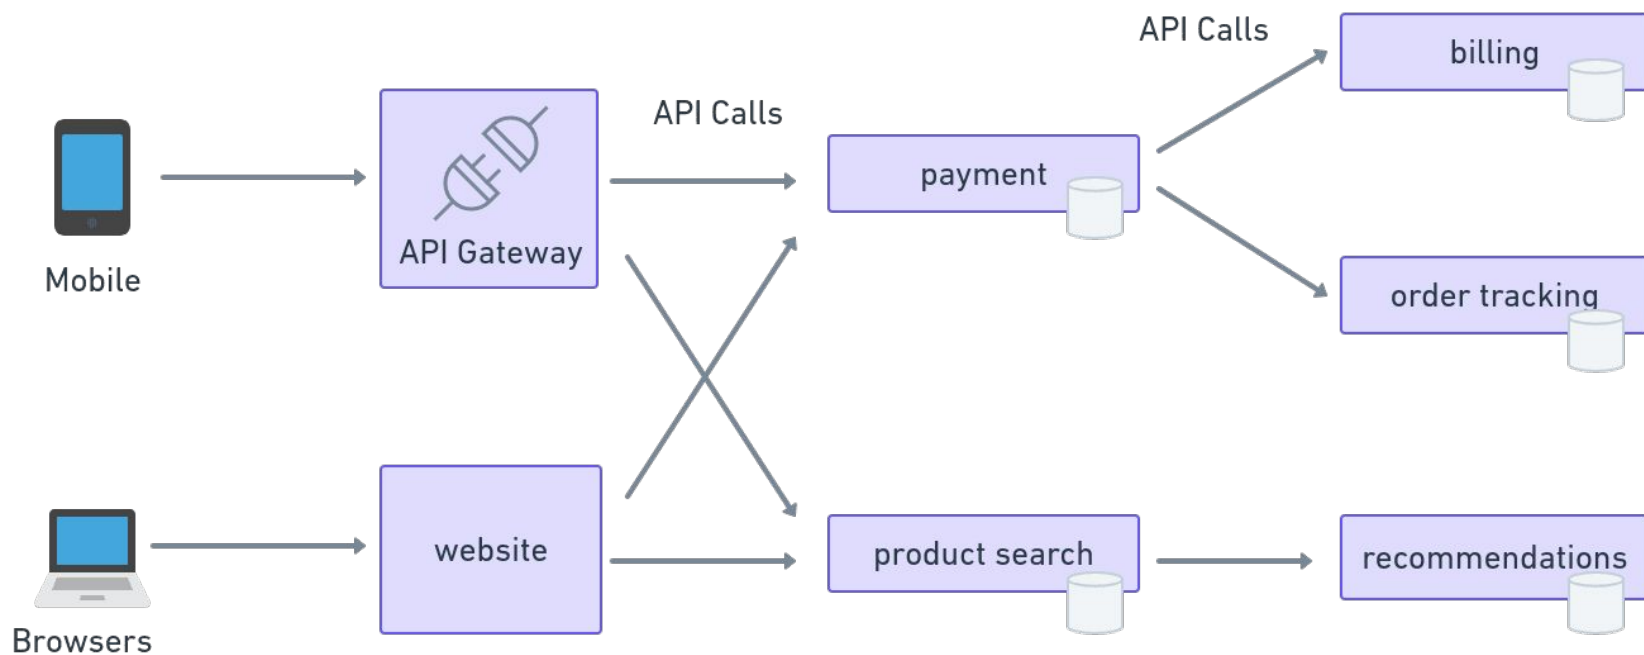 Mobile
API Gateway
API Calls
payment
API Calls
billing
order tracking
Browsers
website
product search
recommendations